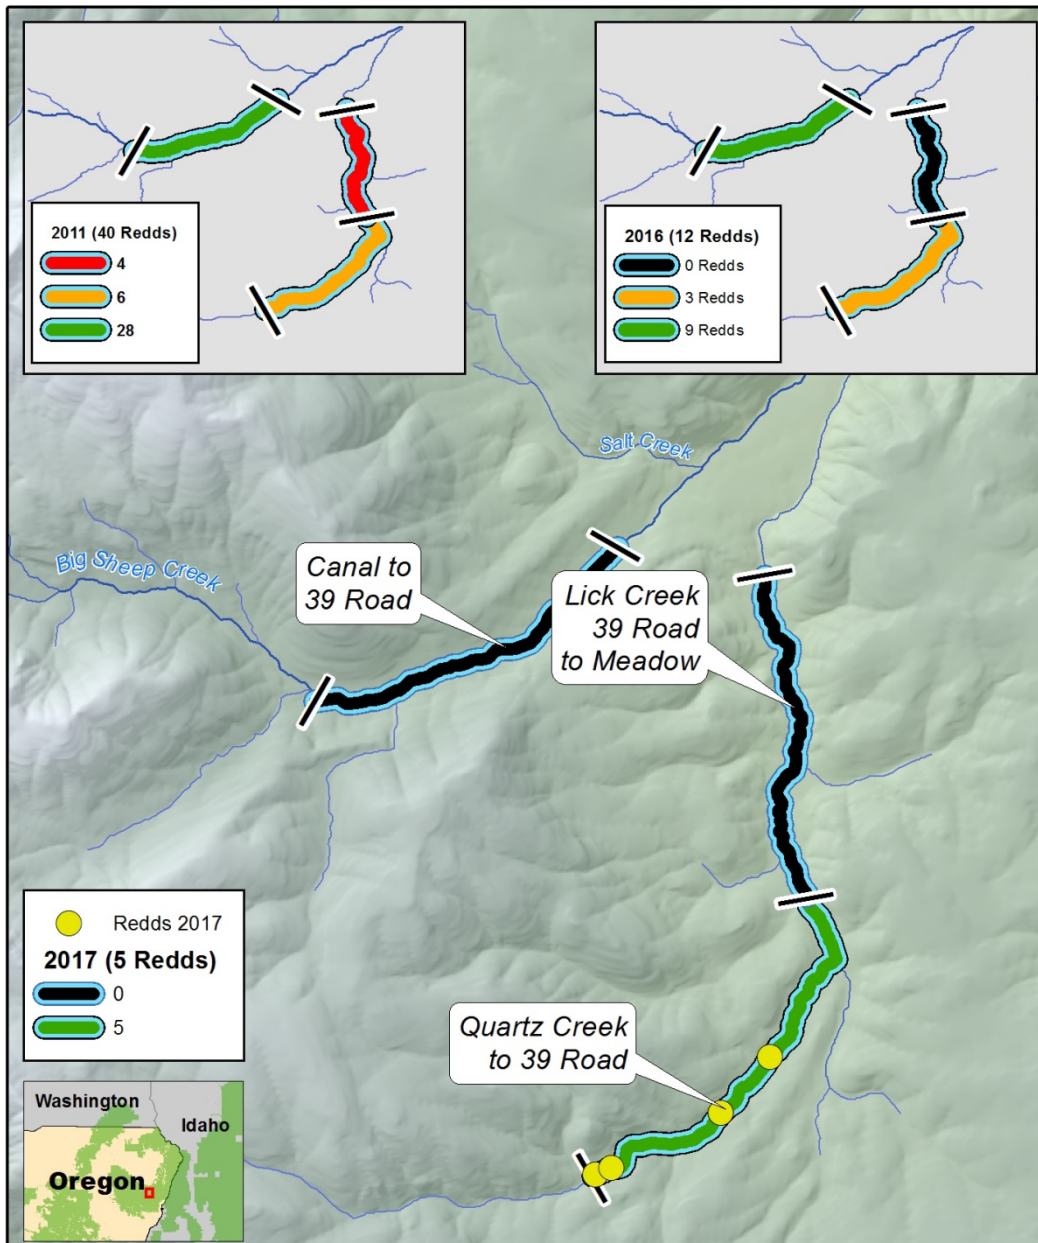 2011 (40 Redds)
4
6
28
2016 (12 Redds)
0 Redds
3 Redds
9 Redds
Salt Creek
Big Sheep Creek
Canal to
39 Road
Lick Creek
39 Road
to Meadow
Quartz Creek
to 39 Road
Redds 2017
2017 (5 Redds)
0
5
Washington
Idaho
Oregon